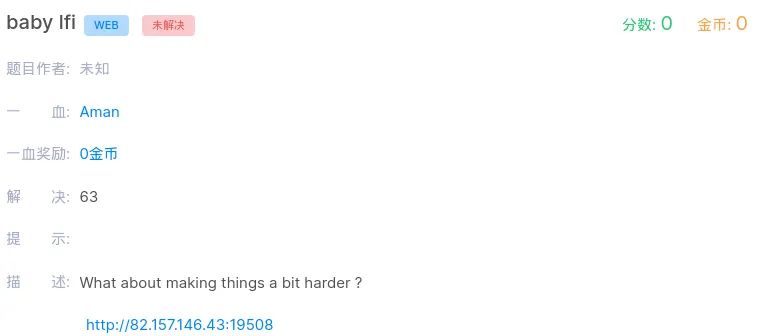 baby lfi WEB 未解决 分数: 0 金币: 0
题目作者: 未知
一 血: Aman
一血奖励: 0金币
解 决: 63
提 示:
描 述: What about making things a bit harder ?
http://82.157.146.43:19508